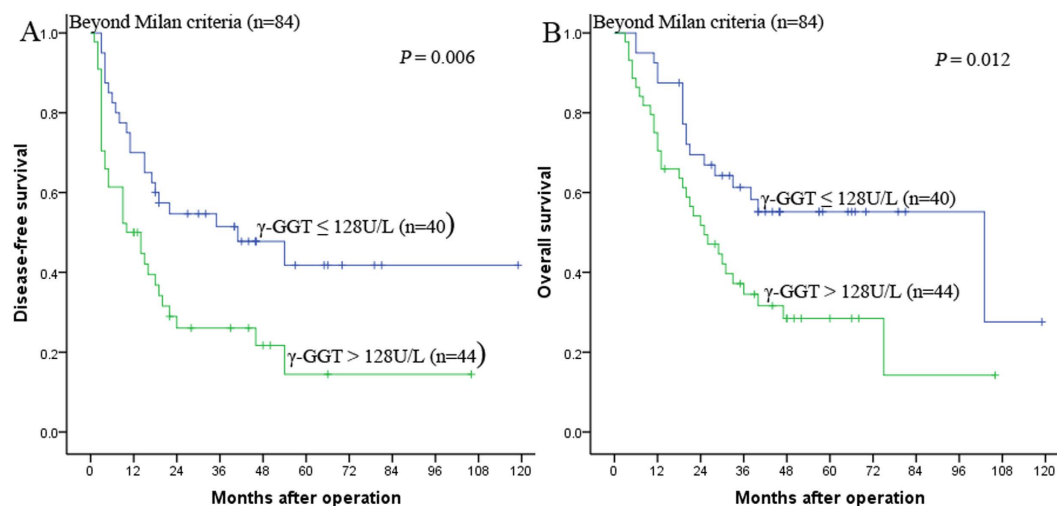 A
Beyond Milan criteria (n=84)
P = 0.006
Disease-free survival
1.0
0.8
0.6
0.4
0.2
0.0
γ-GGT ≤ 128U/L (n=40)
γ-GGT > 128U/L (n=44)
0 12 24 36 48 60 72 84 96 108 120
Months after operation
B
Beyond Milan criteria (n=84)
P = 0.012
Overall survival
1.0
0.8
0.6
0.4
0.2
0.0
γ-GGT ≤ 128U/L (n=40)
γ-GGT > 128U/L (n=44)
0 12 24 36 48 60 72 84 96 108 120
Months after operation